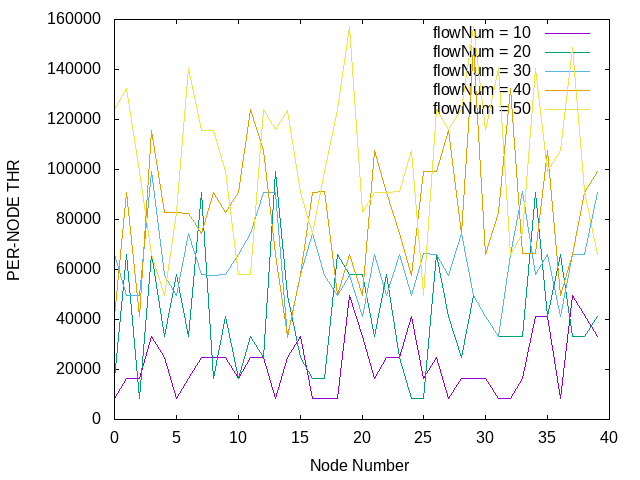 160000
140000
120000
100000
80000
60000
40000
20000
0
PER-NODE THR
flowNum = 10
flowNum = 20
flowNum = 30
flowNum = 40
flowNum = 50
0 5 10 15 20 25 30 35 40
Node Number